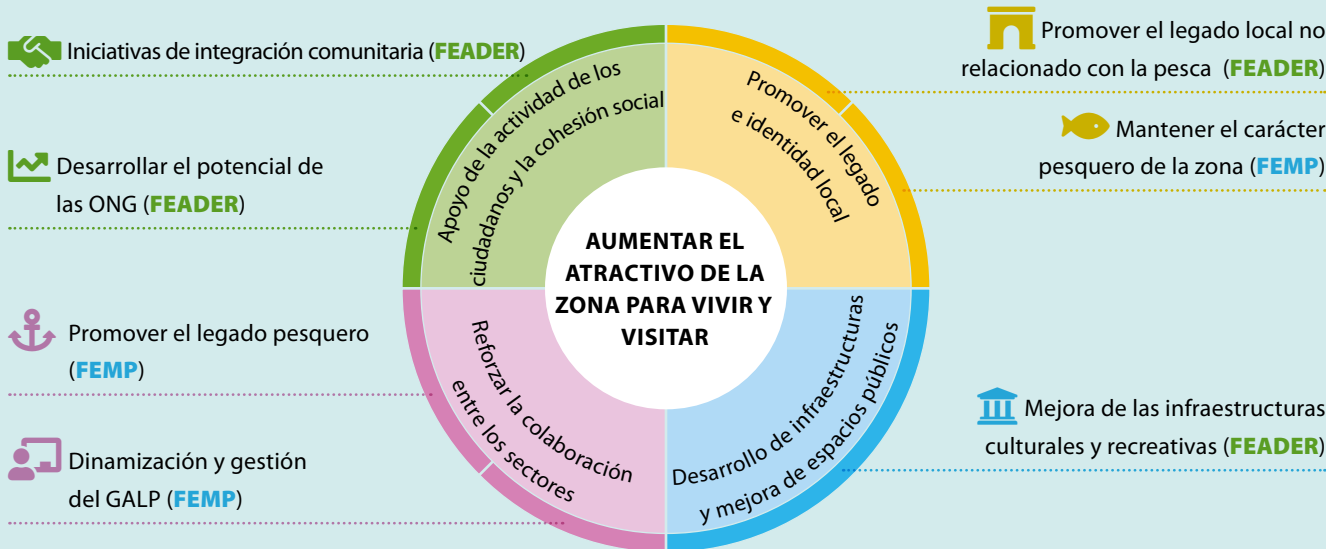 Iniciativas de integración comunitaria (FEADER)
Desarrollar el potencial de
las ONG (FEADER)
Promover el legado pesquero
(FEMP)
Dinamización y gestión
del GALP (FEMP)
Apoyo de la actividad de los
ciudadanos y la cohesión social
Promover el legado
e identidad local
AUMENTAR EL
ATRACTIVO DE LA
ZONA PARA VIVIR Y
VISITAR
Reforzar la colaboración
entre los sectores
Desarrollo de infraestructuras
y mejora de espacios públicos
Promover el legado local no
relacionado con la pesca (FEADER)
Mantener el carácter
pesquero de la zona (FEMP)
Mejora de las infraestructuras
culturales y recreativas (FEADER)